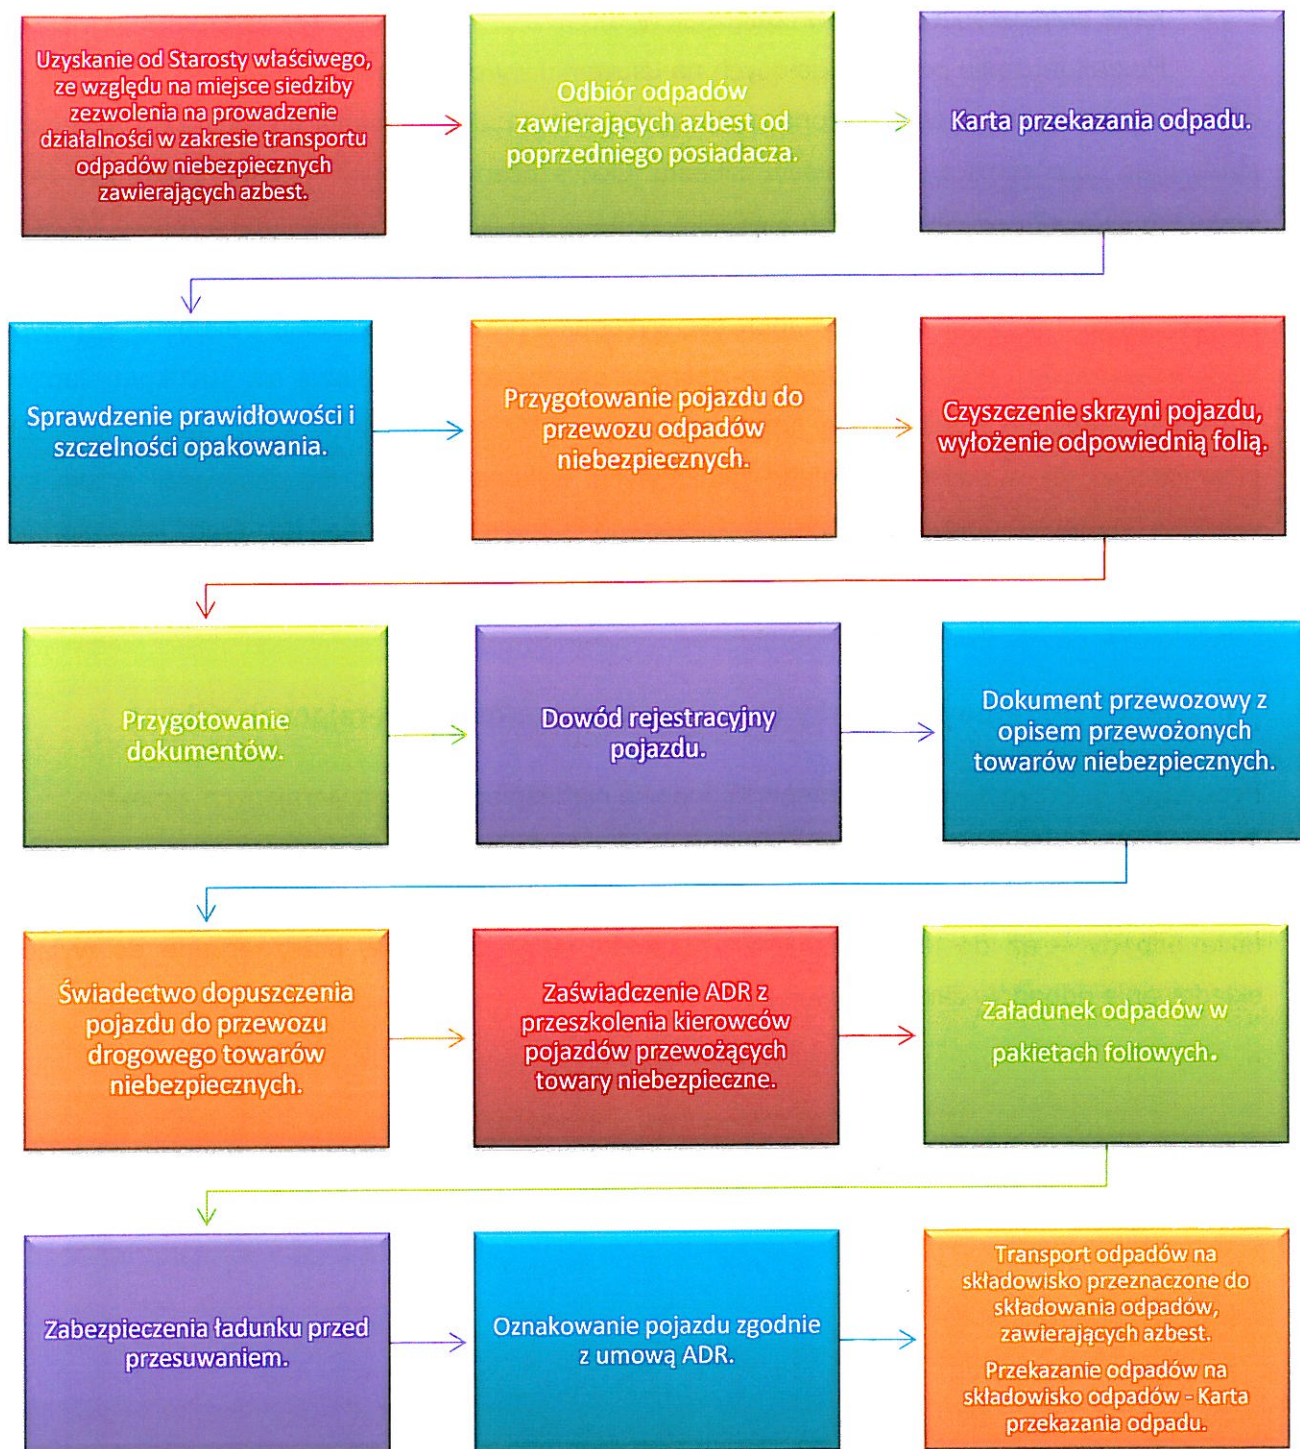 Uzyskanie od Starosty właściwego,
ze względu na miejsce siedziby
zezwolenia na prowadzenie
działalności w zakresie transportu
odpadów niebezpiecznych
zawierających azbest.
Odbiór odpadów
zawierających azbest od
poprzedniego posiadacza.
Karta przekazania odpadu.
Sprawdzenie prawidłowości i
szczelności opakowania.
Przygotowanie pojazdu do
przewozu odpadów
niebezpiecznych.
Czyszczenie skrzyni pojazdu,
wyłożenie odpowiednią folią.
Przygotowanie
dokumentów.
Dowód rejestracyjny
pojazdu.
Dokument przewozowy z
opisem przewożonych
towarów niebezpiecznych.
Świadectwo dopuszczenia
pojazdu do przewozu
drogowego towarów
niebezpiecznych.
Zaświadczenie ADR z
przeszkolenia kierowców
pojazdów przewożących
towary niebezpieczne.
Załadunek odpadów w
pakietach foliowych.
Zabezpieczenia ładunku przed
przesuwaniem.
Oznakowanie pojazdu zgodnie
z umową ADR.
Transport odpadów na
składowisko przeznaczone do
składowania odpadów,
zawierających azbest.
Przekazanie odpadów na
składowisko odpadów - Karta
przekazania odpadu.